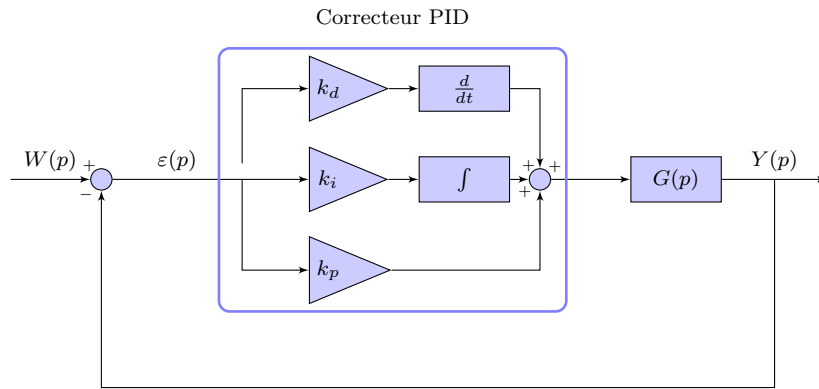 Correcteur PID
k_d
d/dt
W(p)
+
ε(p)
+
+
Y(p)
k_i
∫
G(p)
−
+
k_p